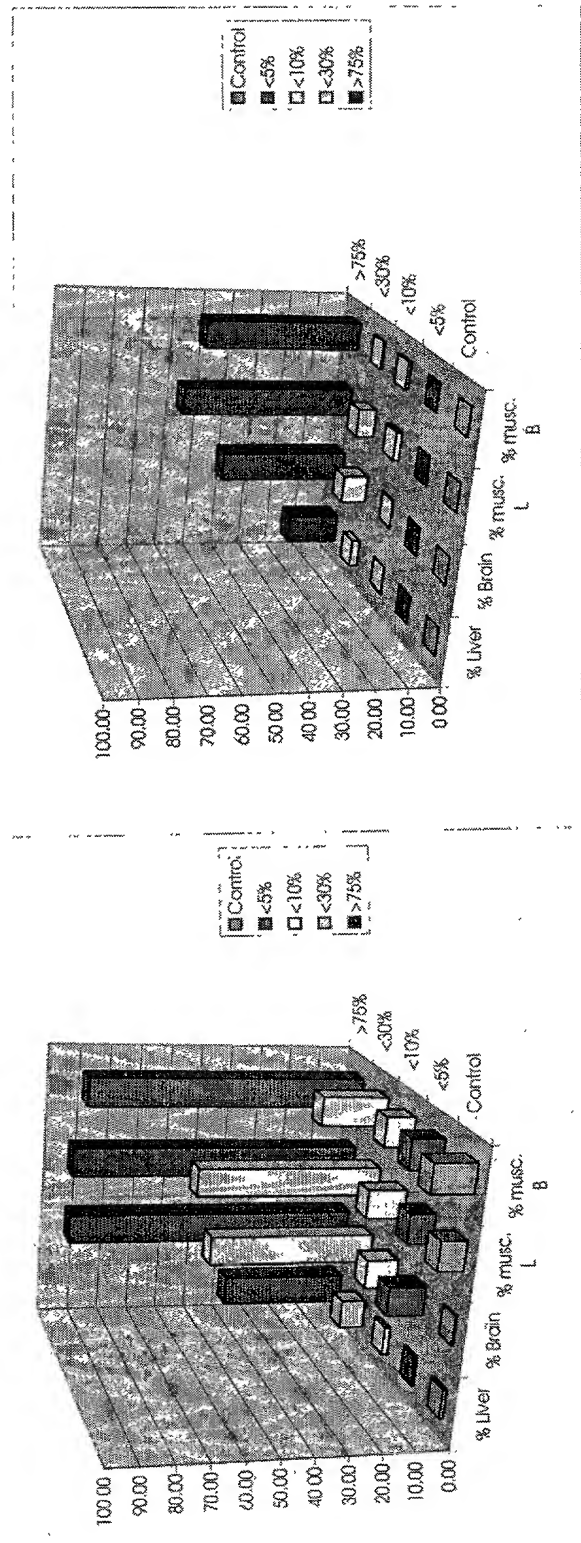 100 00
90.00
80.00
70.00
60.00
50.00
40.00
30.00
20.00
10.00
0.00
% Liver
% Brain
% musc.
L
% musc.
B
>75%
<30%
<10%
<5%
Control
Control
<5%
<10%
<30%
>75%
100.00
90.00
80.00
70.00
60.00
50 00
40 00
30.00
20.00
10.00
0 00
% Liver
% Brain
% musc.
L
% musc.
B
>75%
<30%
<10%
<5%
Control
Control
<5%
<10%
<30%
>75%